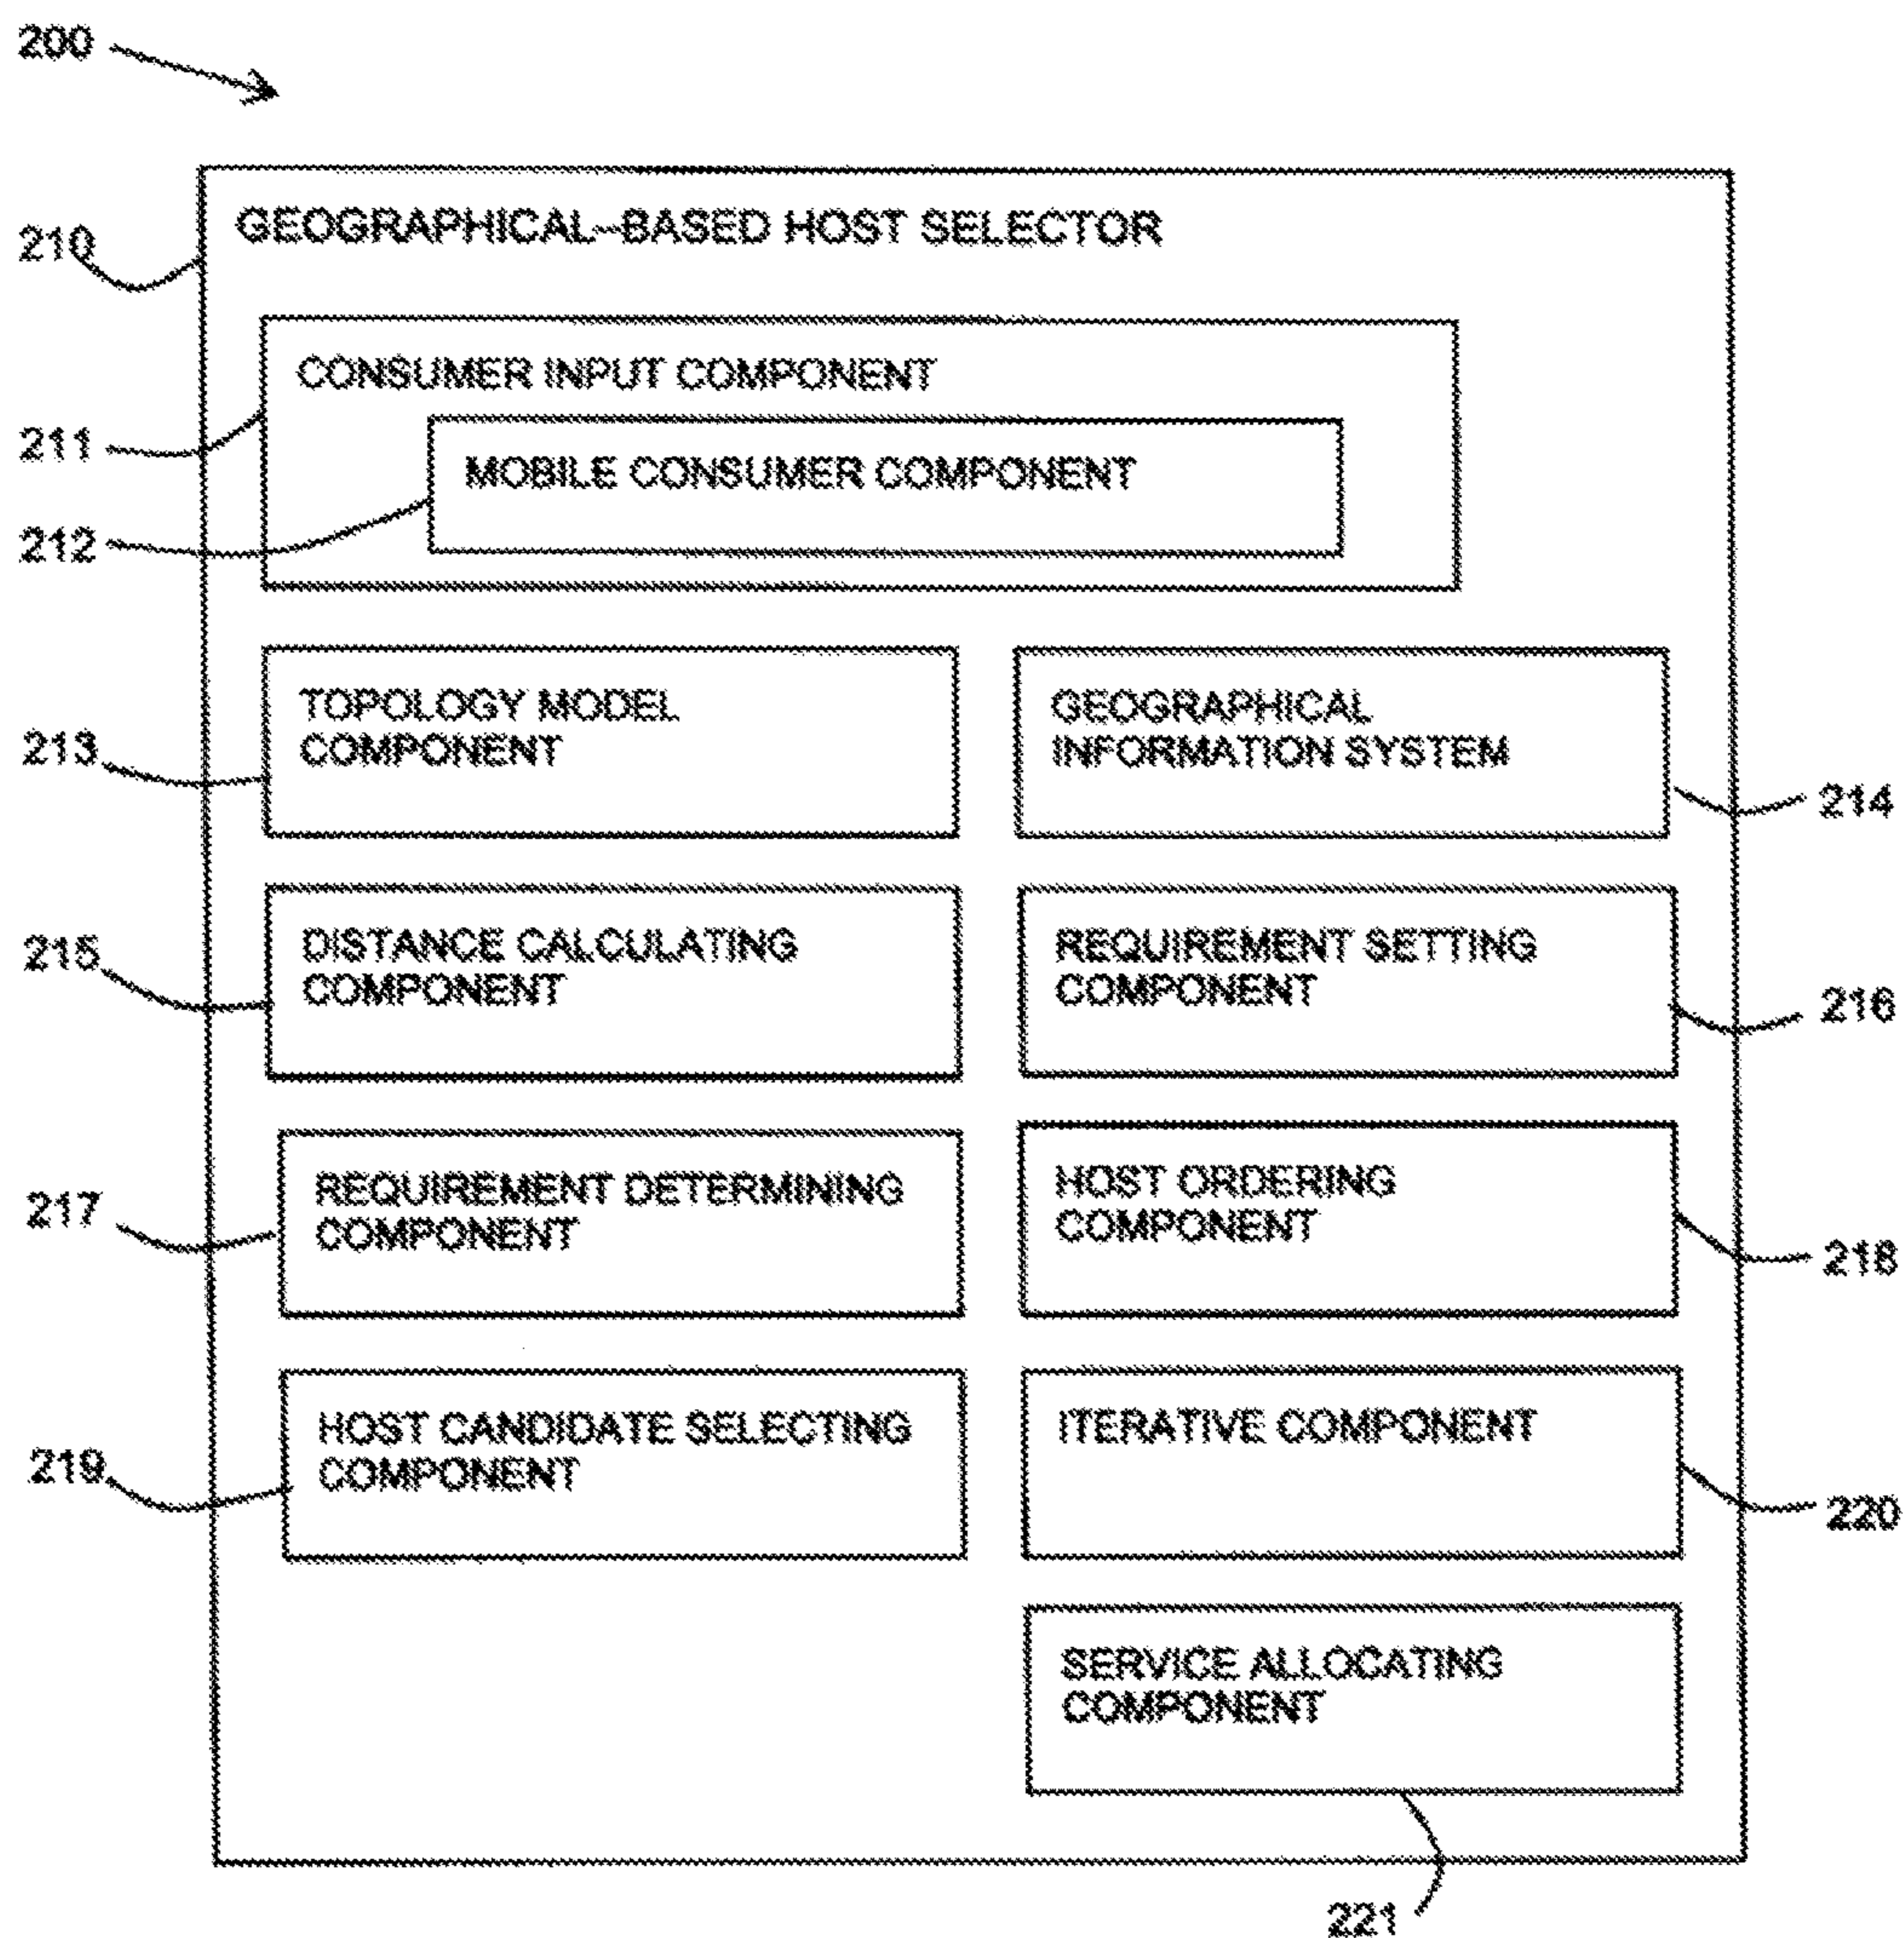 200
210
GEOGRAPHICAL-BASED HOST SELECTOR
CONSUMER INPUT COMPONENT
211
MOBILE CONSUMER COMPONENT
212
TOPOLOGY MODEL
COMPONENT
213
GEOGRAPHICAL
INFORMATION SYSTEM
214
DISTANCE CALCULATING
COMPONENT
215
REQUIREMENT SETTING
COMPONENT
216
REQUIREMENT DETERMINING
COMPONENT
217
HOST ORDERING
COMPONENT
218
HOST CANDIDATE SELECTING
COMPONENT
219
ITERATIVE COMPONENT
220
SERVICE ALLOCATING
COMPONENT
221